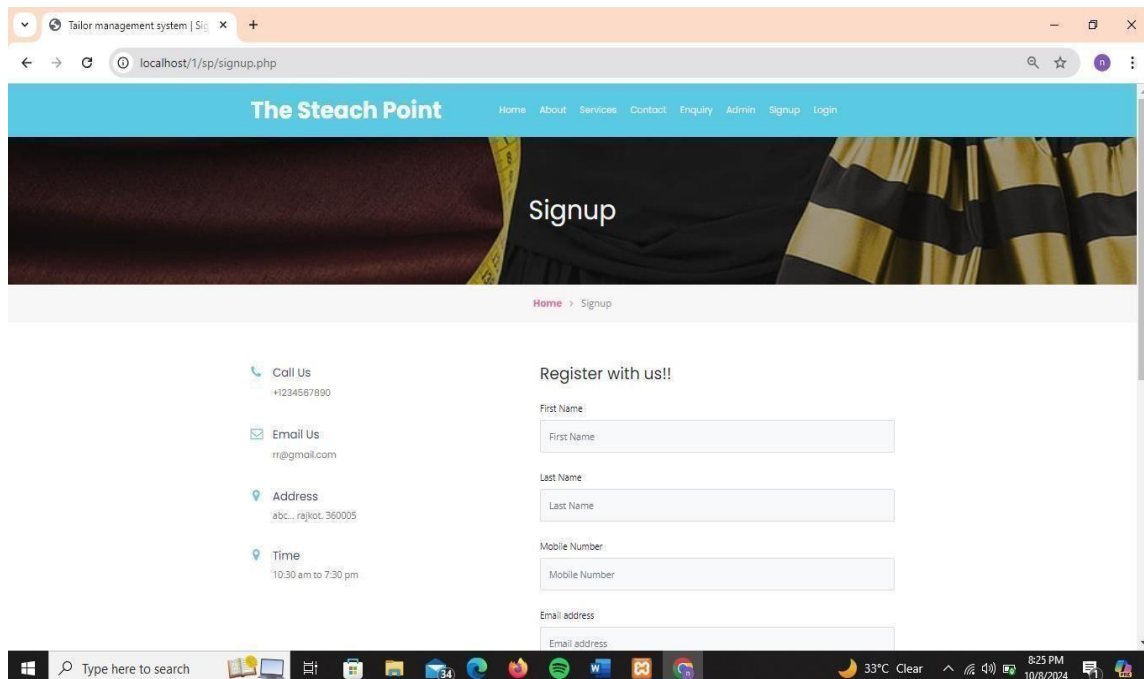 Tailor management system | Sig
localhost/1/sp/signup.php
n
The Steach Point
Home About Services Contact Enquiry Admin Signup Login
Signup
Home > Signup
Call Us
+1234567890
Email Us
rr@gmail.com
Address
abc... rajkot. 360005
Time
10:30 am to 7:30 pm
Register with us!!
First Name
First Name
Last Name
Last Name
Mobile Number
Mobile Number
Email address
Email address
Type here to search
34
33°C Clear
8:25 PM
10/8/2024